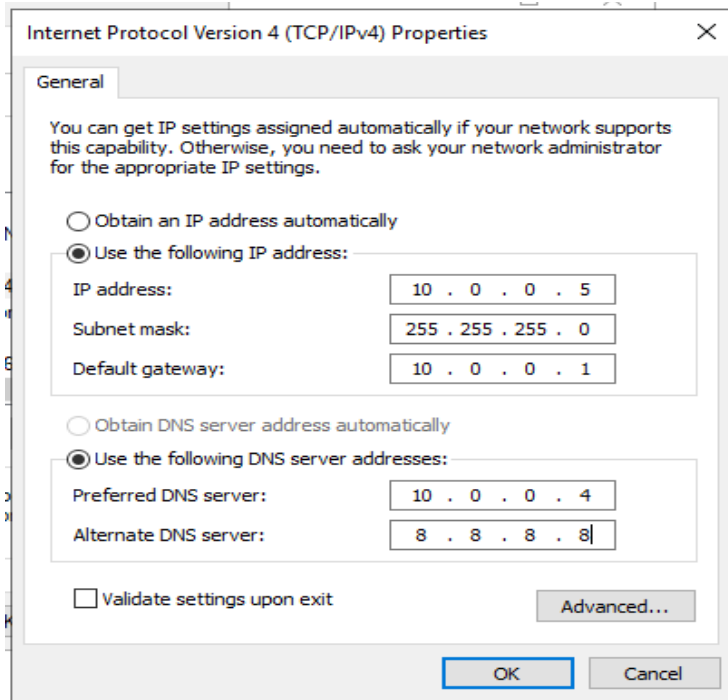 Internet Protocol Version 4 (TCP/IPv4) Properties
General
You can get IP settings assigned automatically if your network supports
this capability. Otherwise, you need to ask your network administrator
for the appropriate IP settings.
Obtain an IP address automatically
Use the following IP address:
IP address: 10 . 0 . 0 . 5
Subnet mask: 255 . 255 . 255 . 0
Default gateway: 10 . 0 . 0 . 1
Obtain DNS server address automatically
Use the following DNS server addresses:
Preferred DNS server: 10 . 0 . 0 . 4
Alternate DNS server: 8 . 8 . 8 . 8
Validate settings upon exit
Advanced...
OK Cancel